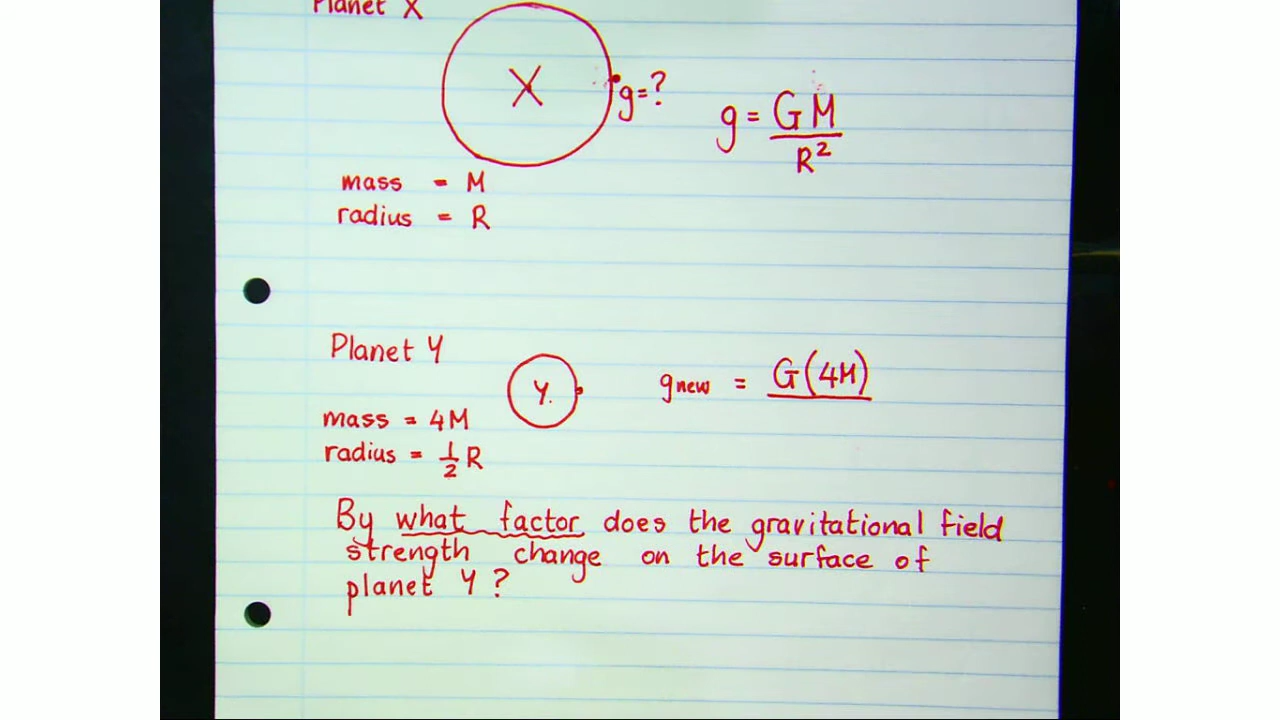 Planet X
X
g=?
g = GM
R²
mass = M
radius = R
Planet Y
Y.
gnew = G(4M)
mass = 4M
radius = 1/2 R
By what factor does the gravitational field
strength change on the surface of
planet Y?